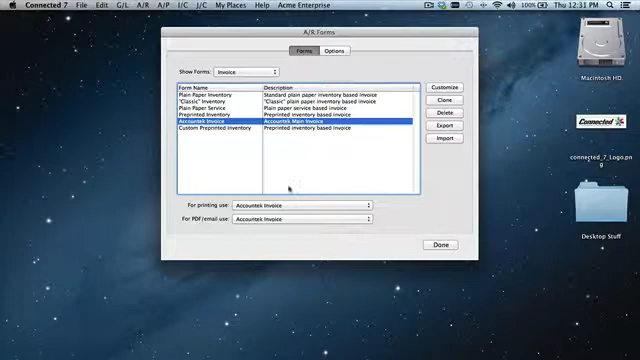 Connected 7 File Edit G/L A/R A/P I/C J/C My Places Help Acme Enterprise 100% Thu 12:31 PM
A/R Forms
Forms Options
Show Forms: Invoice
Form Name Description
Plain Paper Inventory Standard plain paper inventory based invoice
"Classic" Inventory "Classic" plain paper inventory based invoice
Plain Paper Service Plain paper service based invoice
Preprinted Inventory Preprinted inventory based invoice
Accountek Invoice Accountek Main Invoice
Custom Preprinted Inventory Preprinted inventory based invoice
Customize
Clone
Delete
Export
Import
For printing use: Accountek Invoice
For PDF/email use: Accountek Invoice
Done
Macintosh HD
Connected
connected_7_Logo.pn
g
Desktop Stuff